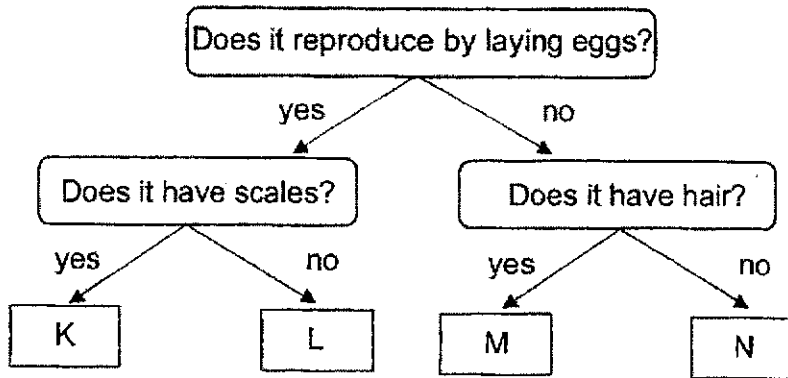 Does it reproduce by laying eggs?
yes
no
Does it have scales?
Does it have hair?
yes
no
yes
no
K
L
M
N